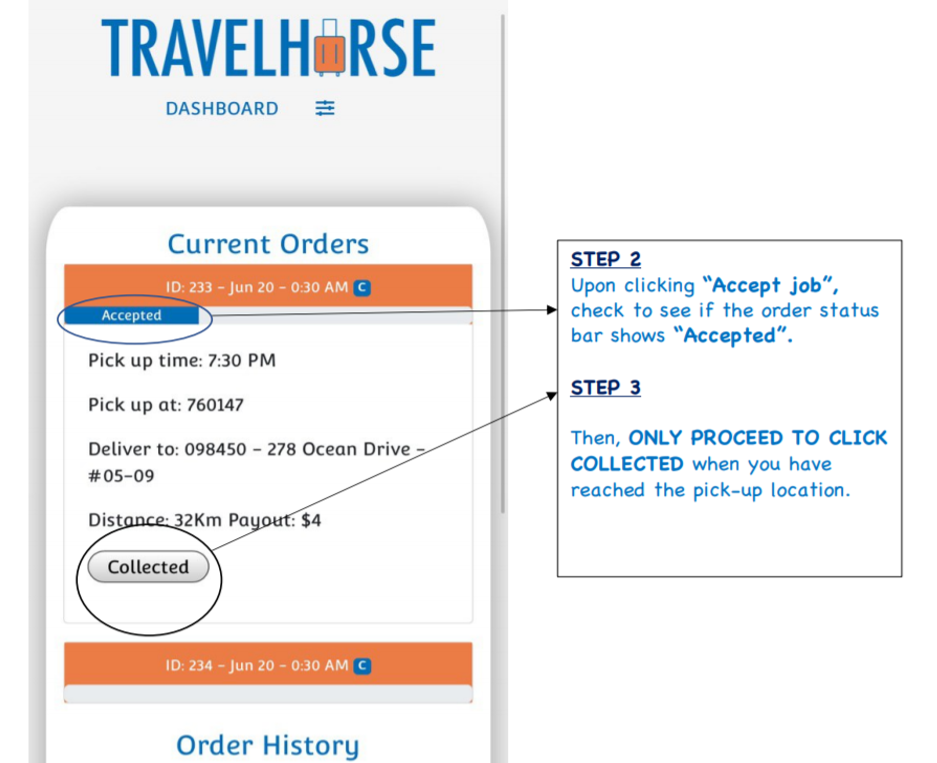 TRAVELHORSE
DASHBOARD
Current Orders
ID: 233 - Jun 20 - 0:30 AM C
Accepted
Pick up time: 7:30 PM
Pick up at: 760147
Deliver to: 098450 - 278 Ocean Drive -
#05-09
Distance: 32Km Payout: $4
Collected
ID: 234 - Jun 20 - 0:30 AM C
Order History
STEP 2
Upon clicking “Accept job”,
check to see if the order status
bar shows “Accepted”.
STEP 3
Then, ONLY PROCEED TO CLICK
COLLECTED when you have
reached the pick-up location.